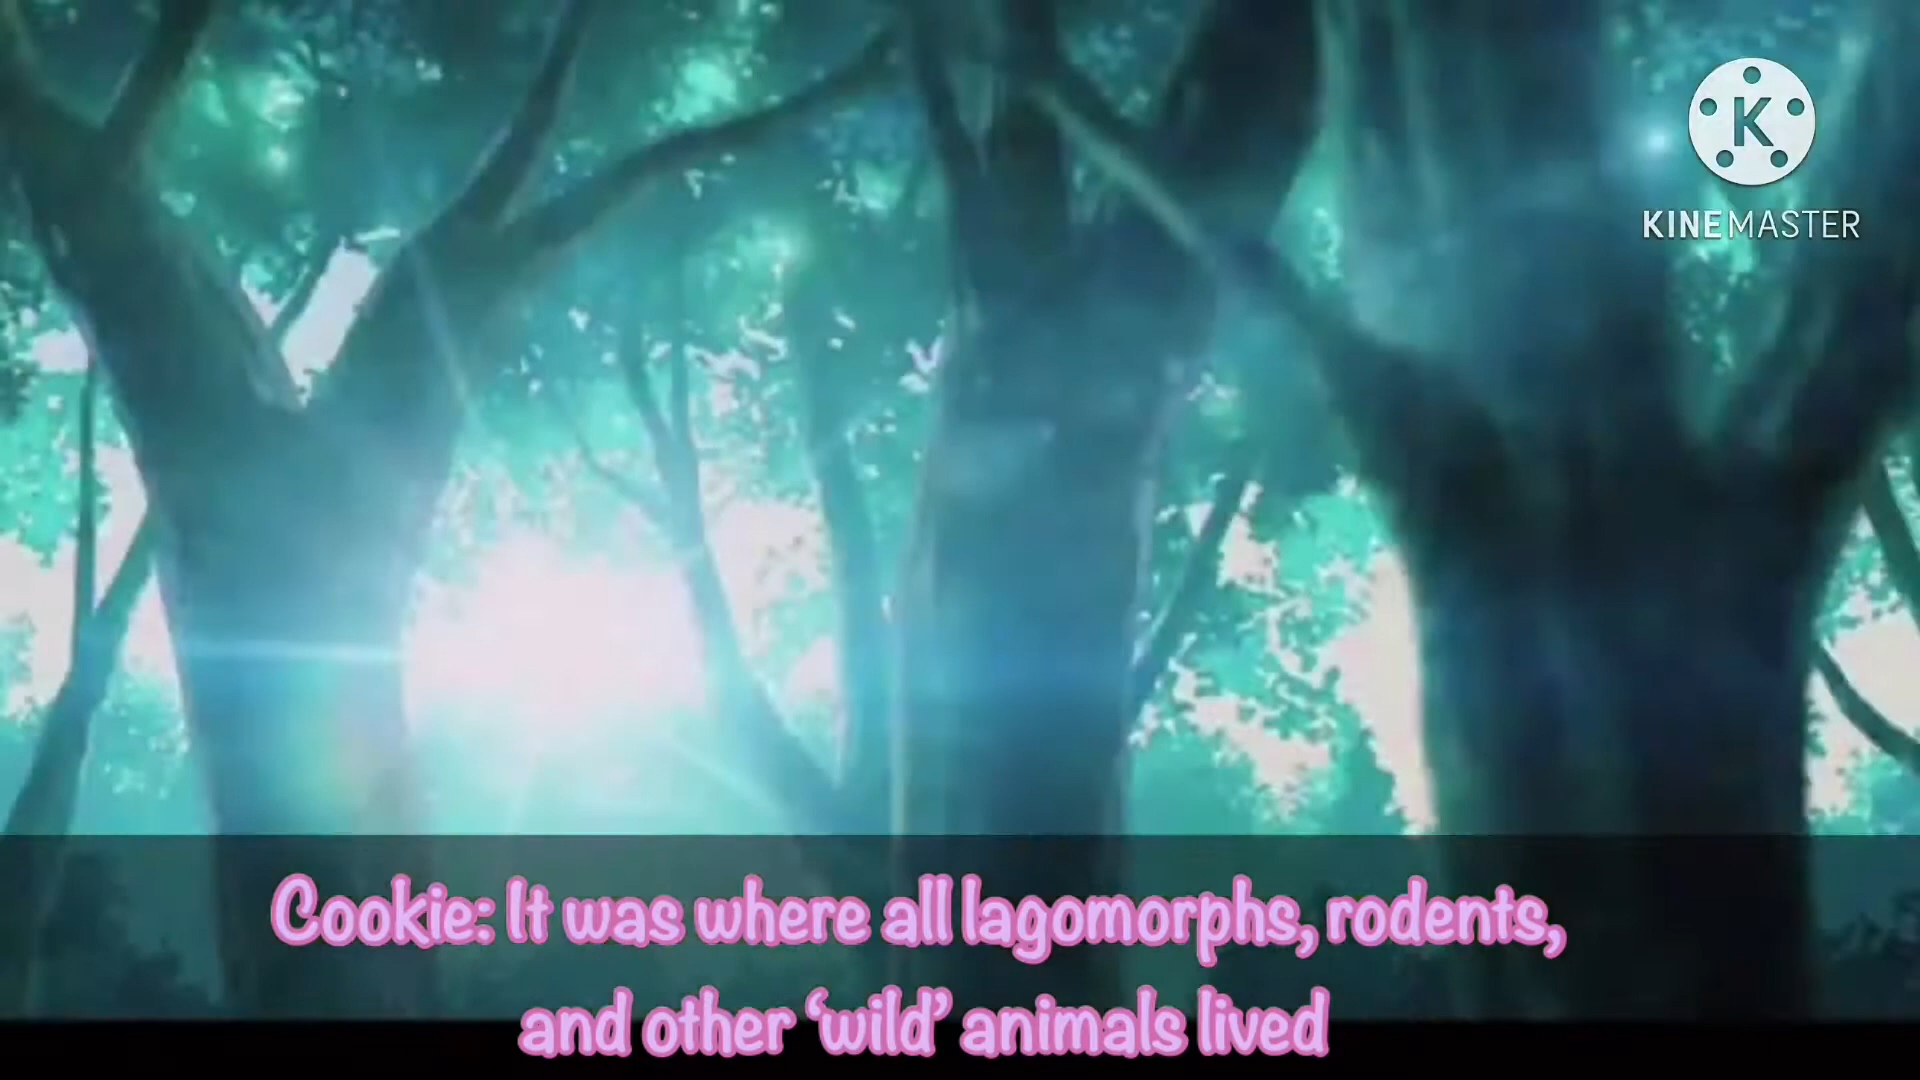 K
KINEMASTER
Cookie: It was where all lagomorphs, rodents,
and other ‘wild’ animals lived